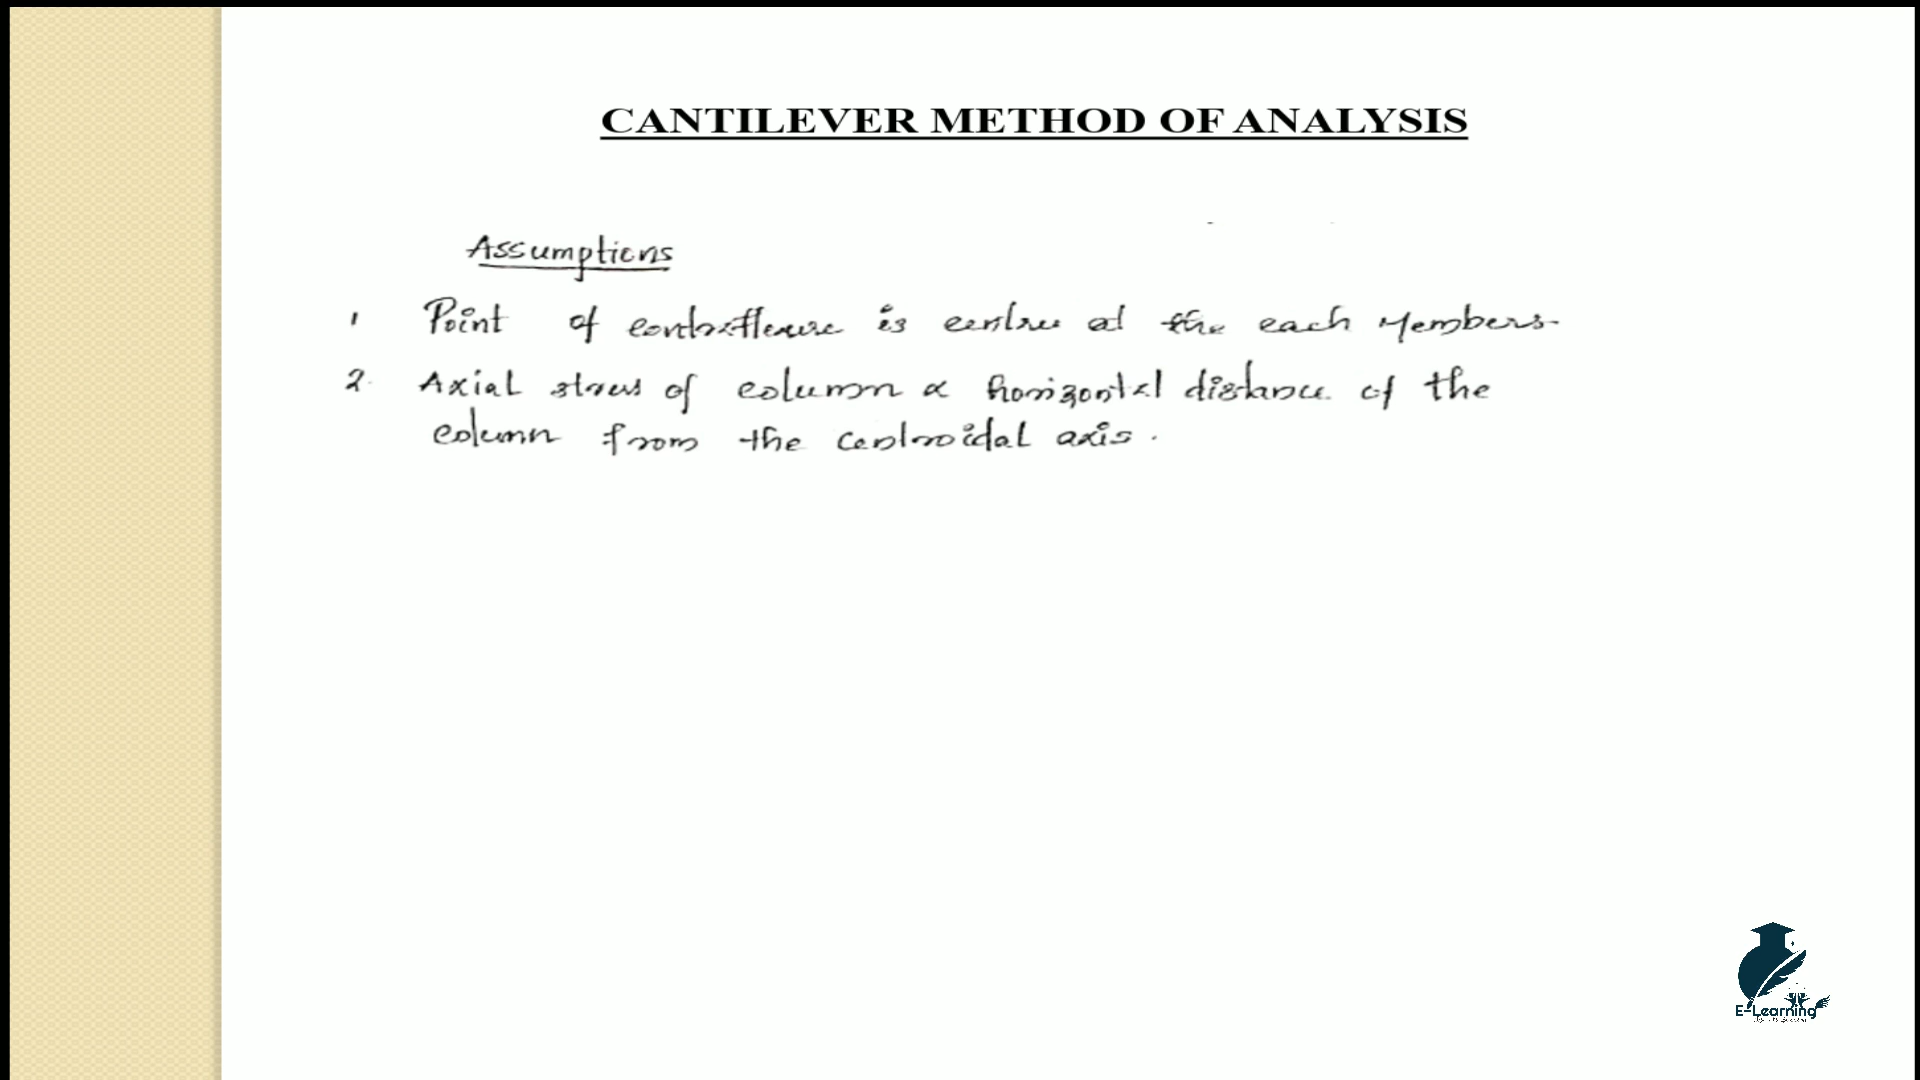 CANTILEVER METHOD OF ANALYSIS
Assumptions
1 Point of contraflexure is centre at the each Members.
2. Axial stress of column ∝ horizontal distance of the
column from the centroidal axis.
E-Learning